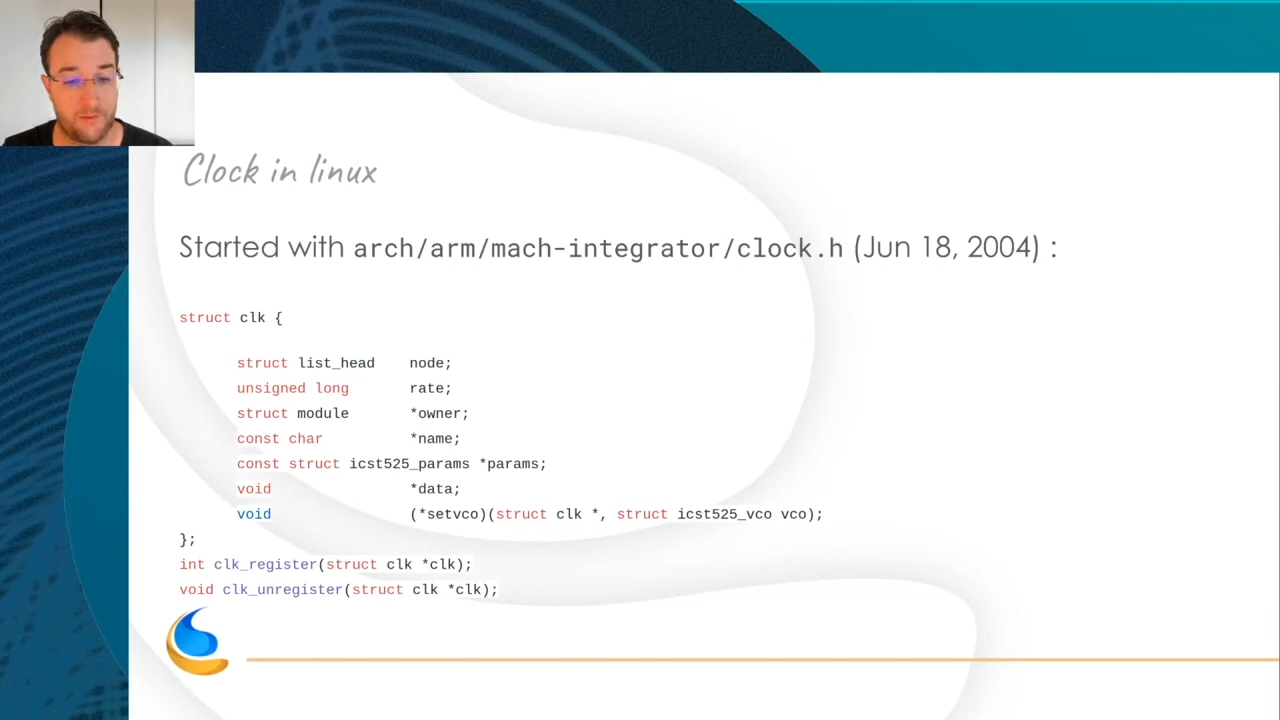 Clock in linux
Started with arch/arm/mach-integrator/clock.h (Jun 18, 2004) :
struct clk {
struct list_head node;
unsigned long rate;
struct module *owner;
const char *name;
const struct icst525_params *params;
void *data;
void (*setvco)(struct clk *, struct icst525_vco vco);
};
int clk_register(struct clk *clk);
void clk_unregister(struct clk *clk);